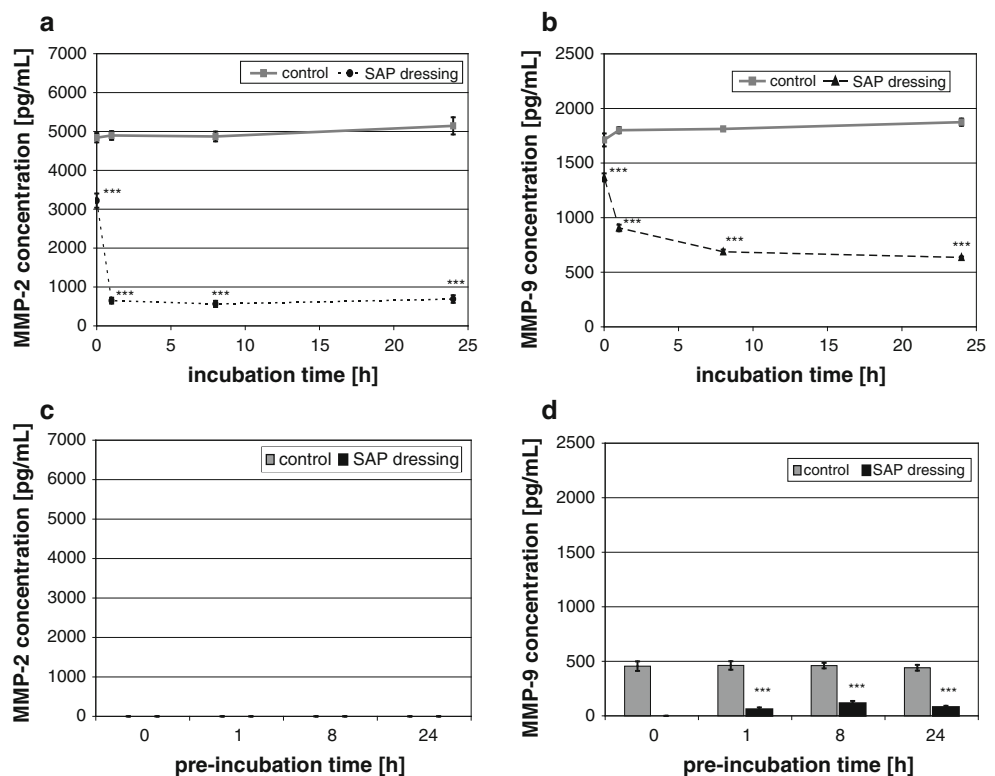 a
MMP-2 concentration [pg/mL]
7000
6000
5000
4000
3000
2000
1000
0
control SAP dressing
***
***
***
***
0 5 10 15 20 25
incubation time [h]
b
MMP-9 concentration [pg/mL]
2500
2000
1500
1000
500
0
control SAP dressing
***
***
***
***
0 5 10 15 20 25
incubation time [h]
c
MMP-2 concentration [pg/mL]
7000
6000
5000
4000
3000
2000
1000
0
control SAP dressing
0 1 8 24
pre-incubation time [h]
d
MMP-9 concentration [pg/mL]
2500
2000
1500
1000
500
0
control SAP dressing
*** *** ***
0 1 8 24
pre-incubation time [h]